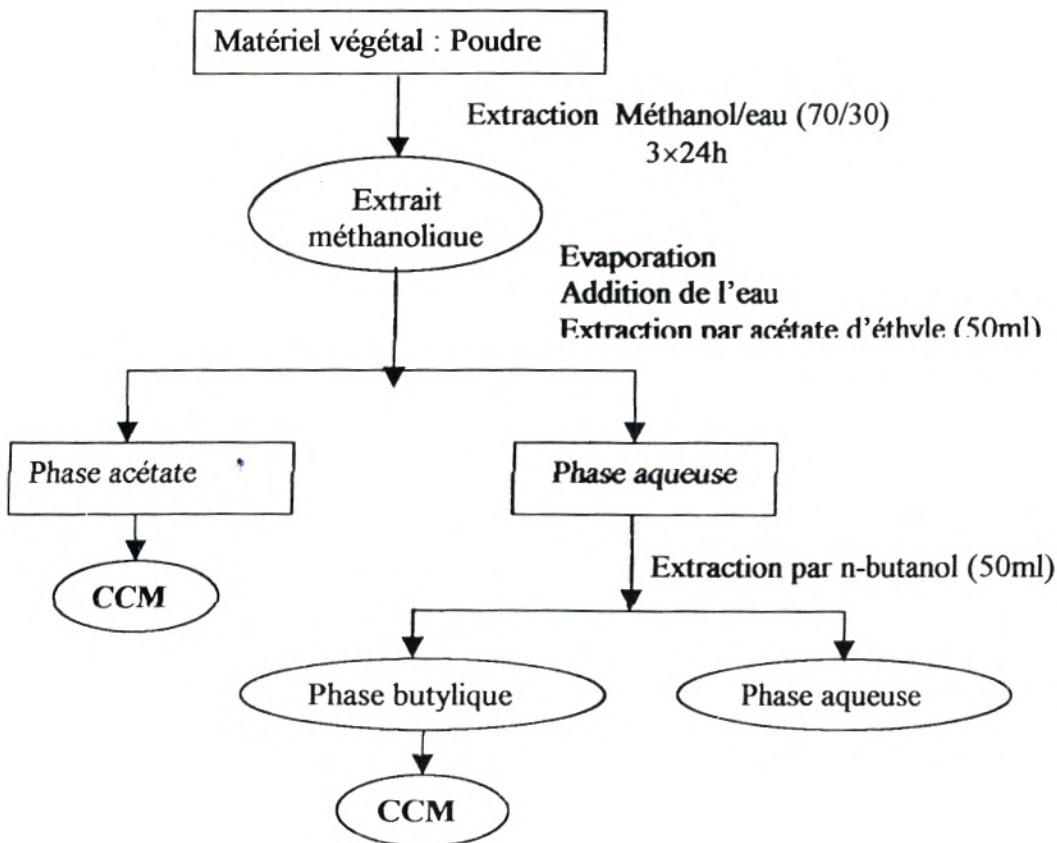 Matériel végétal : Poudre
Extraction Méthanol/eau (70/30)
3×24h
Extrait
méthanolique
Evaporation
Addition de l'eau
Extraction par acétate d'éthyle (50ml)
Phase acétate
Phase aqueuse
CCM
Extraction par n-butanol (50ml)
Phase butylique
Phase aqueuse
CCM